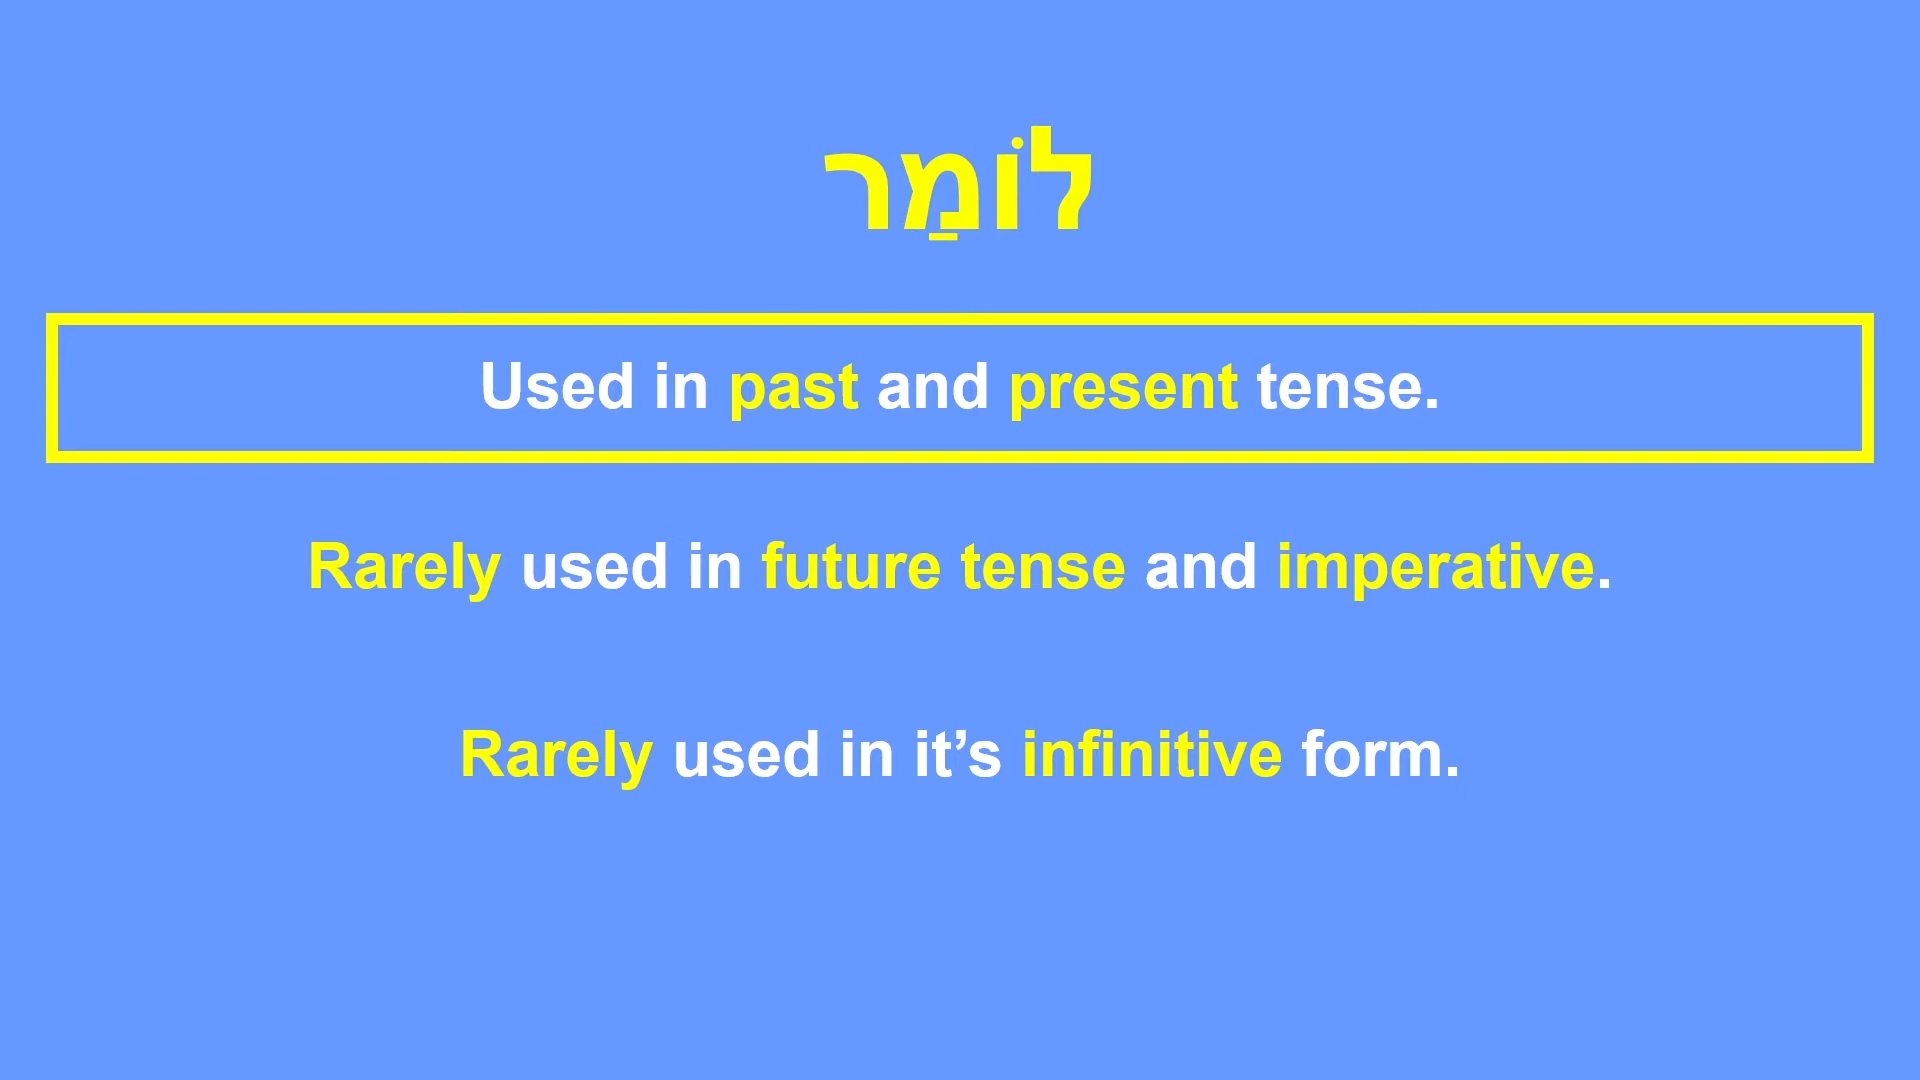 לוֹמַר
Used in past and present tense.
Rarely used in future tense and imperative.
Rarely used in it’s infinitive form.